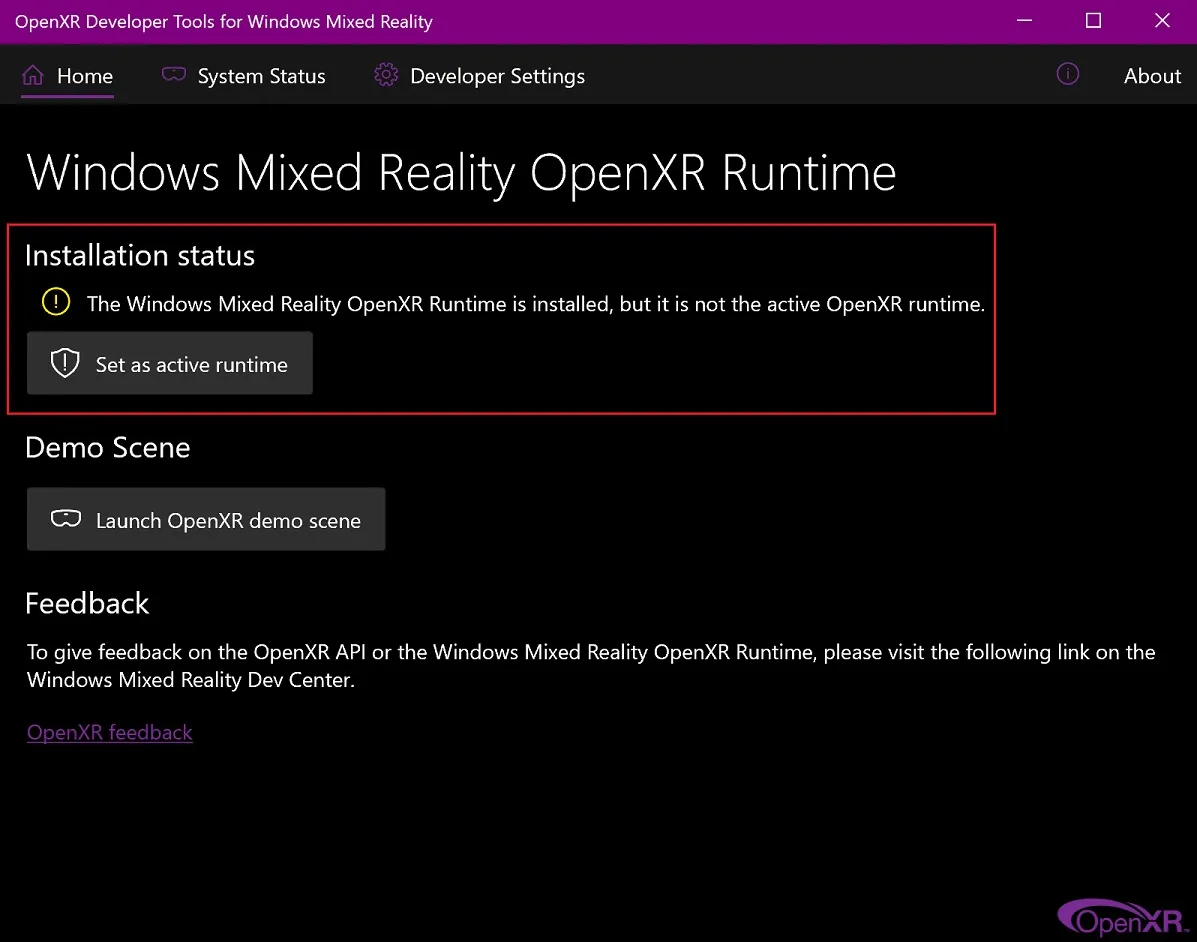 OpenXR Developer Tools for Windows Mixed Reality
Home System Status Developer Settings About
Windows Mixed Reality OpenXR Runtime
Installation status
The Windows Mixed Reality OpenXR Runtime is installed, but it is not the active OpenXR runtime.
Set as active runtime
Demo Scene
Launch OpenXR demo scene
Feedback
To give feedback on the OpenXR API or the Windows Mixed Reality OpenXR Runtime, please visit the following link on the
Windows Mixed Reality Dev Center.
OpenXR feedback
OpenXR